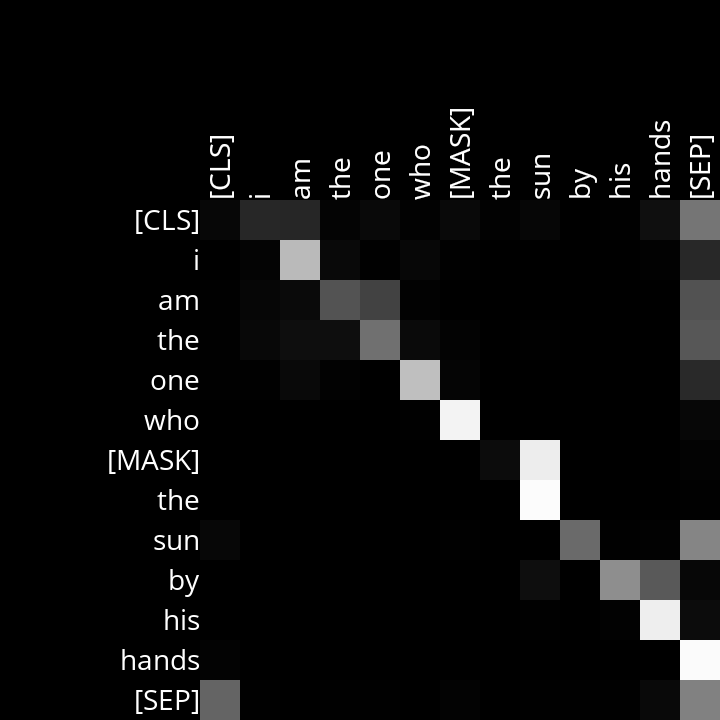 [CLS] i am the one who [MASK] the sun by his hands [SEP]
[CLS]
i
am
the
one
who
[MASK]
the
sun
by
his
hands
[SEP]